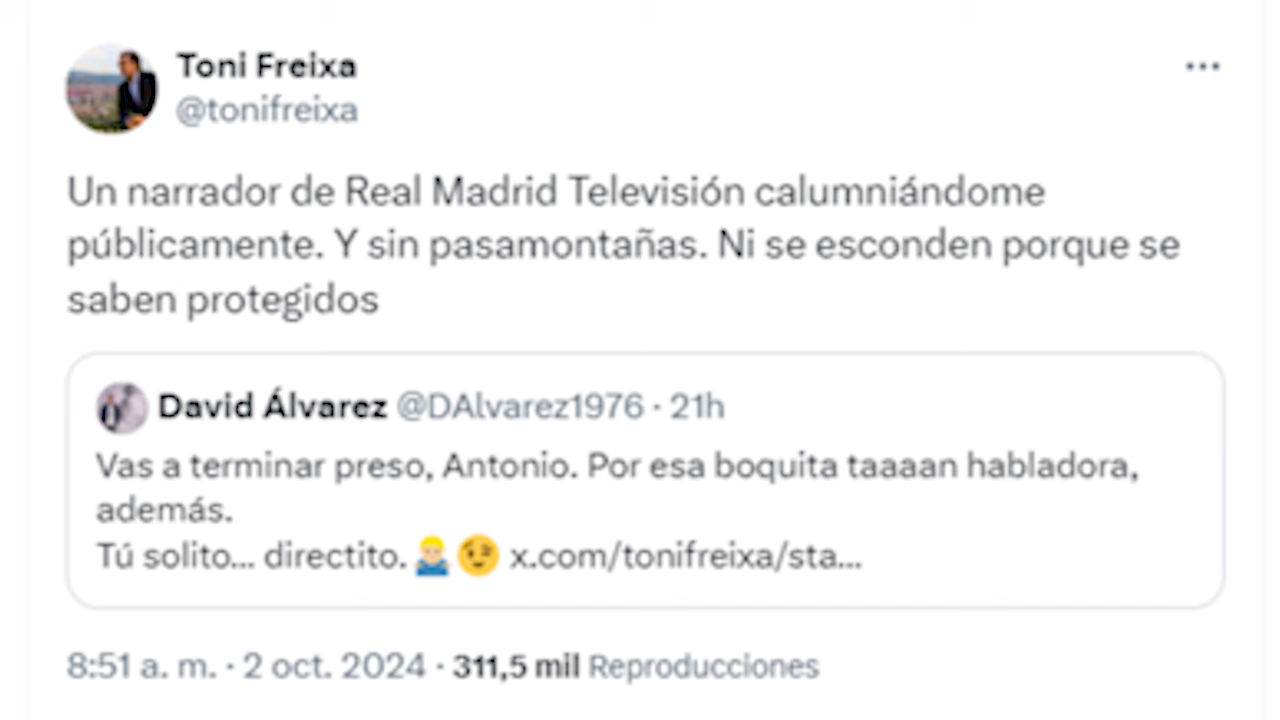 Toni Freixa
@tonifreixa
Un narrador de Real Madrid Televisión calumniándome
públicamente. Y sin pasamontañas. Ni se esconden porque se
saben protegidos
David Álvarez @DAlvarez1976 · 21h
Vas a terminar preso, Antonio. Por esa boquita taaaan habladora,
además.
Tú solito... directito. 🙎🏼‍♂️😉 x.com/tonifreixa/sta...
8:51 a. m. · 2 oct. 2024 · 311,5 mil Reproducciones